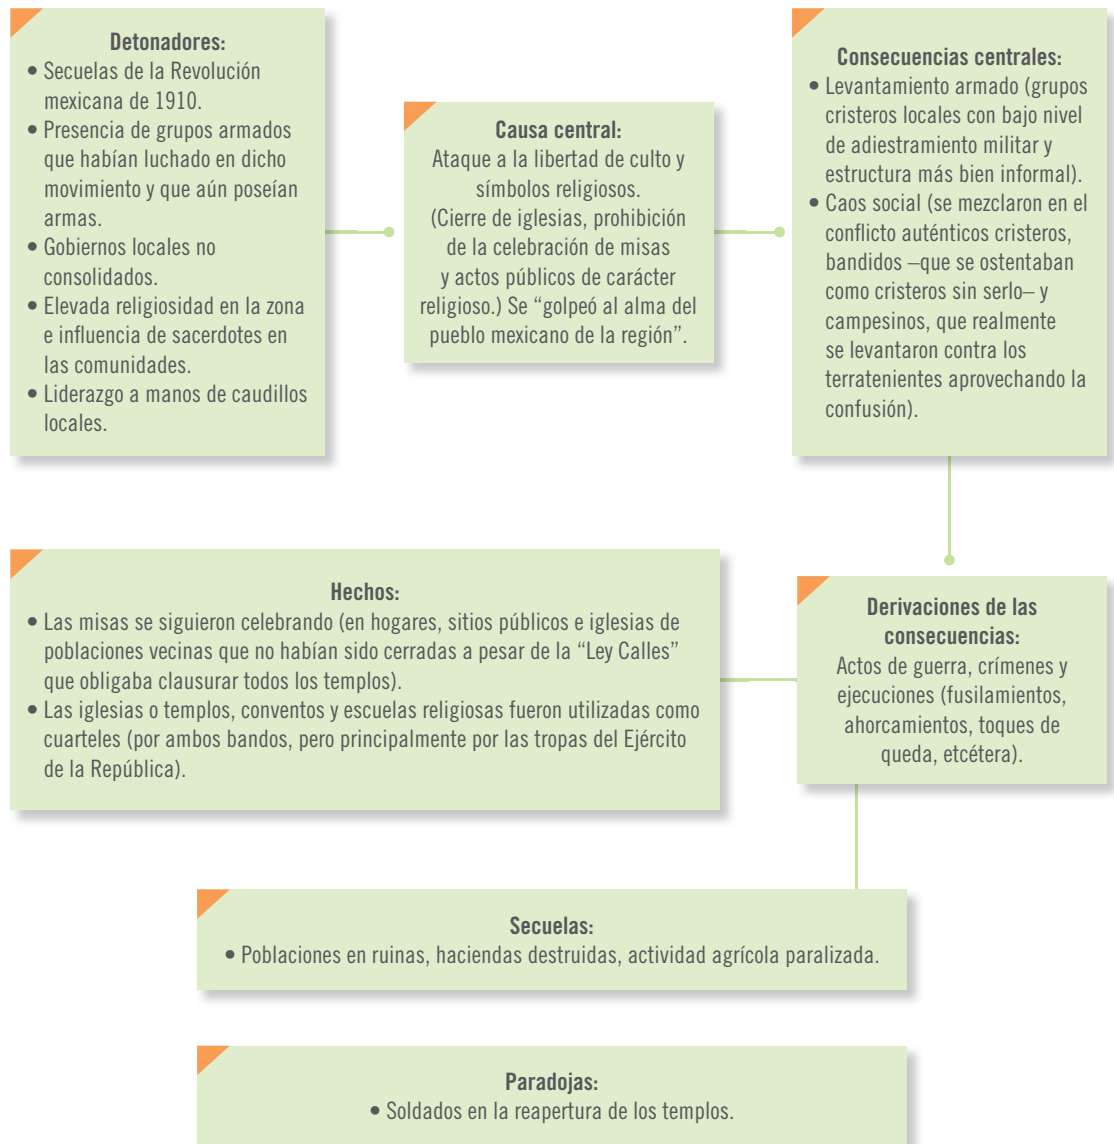 Detonadores:
• Secuelas de la Revolución
mexicana de 1910.
• Presencia de grupos armados
que habían luchado en dicho
movimiento y que aún poseían
armas.
• Gobiernos locales no
consolidados.
• Elevada religiosidad en la zona
e influencia de sacerdotes en
las comunidades.
• Liderazgo a manos de caudillos
locales.
Causa central:
Ataque a la libertad de culto y
símbolos religiosos.
(Cierre de iglesias, prohibición
de la celebración de misas
y actos públicos de carácter
religioso.) Se “golpeó al alma del
pueblo mexicano de la región”.
Consecuencias centrales:
• Levantamiento armado (grupos
cristeros locales con bajo nivel
de adiestramiento militar y
estructura más bien informal).
• Caos social (se mezclaron en el
conflicto auténticos cristeros,
bandidos –que se ostentaban
como cristeros sin serlo– y
campesinos, que realmente
se levantaron contra los
terratenientes aprovechando la
confusión).
Derivaciones de las
consecuencias:
Actos de guerra, crímenes y
ejecuciones (fusilamientos,
ahorcamientos, toques de
queda, etcétera).
Hechos:
• Las misas se siguieron celebrando (en hogares, sitios públicos e iglesias de
poblaciones vecinas que no habían sido cerradas a pesar de la “Ley Calles”
que obligaba clausurar todos los templos).
• Las iglesias o templos, conventos y escuelas religiosas fueron utilizadas como
cuarteles (por ambos bandos, pero principalmente por las tropas del Ejército
de la República).
Secuelas:
• Poblaciones en ruinas, haciendas destruidas, actividad agrícola paralizada.
Paradojas:
• Soldados en la reapertura de los templos.